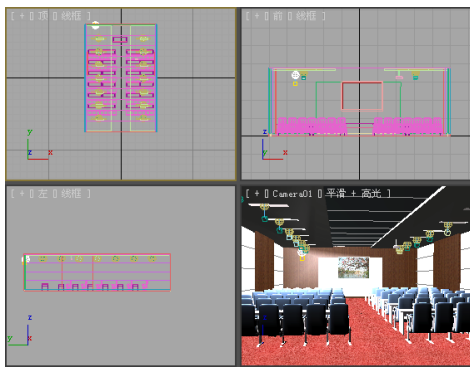 [ + ][ 顶 ][ 线框 ]
[ + ][ 前 ][ 线框 ]
y
z x
z
x
[ + ][ 左 ][ 线框 ]
[ + ][ Camera01 ][ 平滑 + 高光 ]
z
y x